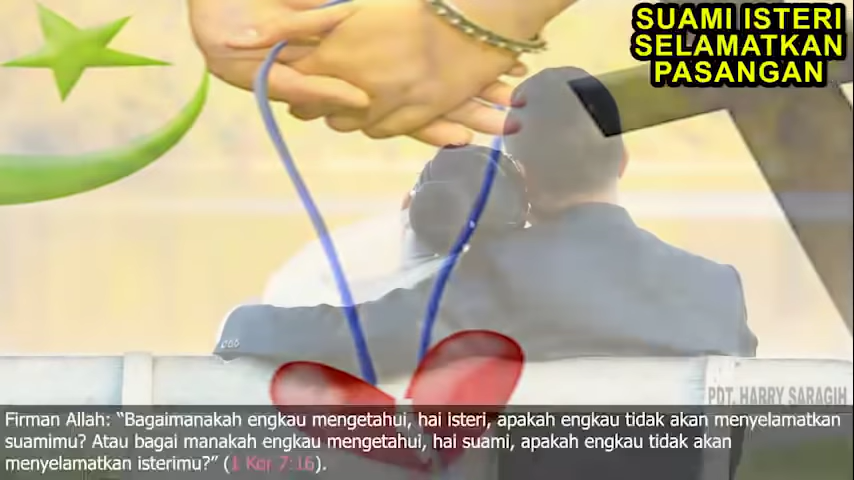 SUAMI ISTERI
SELAMATKAN
PASANGAN
PDT. HARRY SARAGIH
Firman Allah: “Bagaimanakah engkau mengetahui, hai isteri, apakah engkau tidak akan menyelamatkan
suamimu? Atau bagai manakah engkau mengetahui, hai suami, apakah engkau tidak akan
menyelamatkan isterimu?” (1 Kor 7:16).